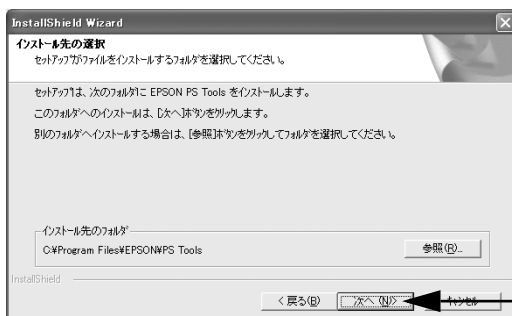 InstallShield Wizard
インストール先の選択
セットアップがファイルをインストールするフォルダを選択してください。
セットアップは、次のフォルダに EPSON PS Tools をインストールします。
このフォルダへのインストールは、[次へ]ボタンをクリックします。
別のフォルダへインストールする場合は、[参照]ボタンをクリックしてフォルダを選択してください。
インストール先のフォルダ
C:¥Program Files¥EPSON¥PS Tools
参照(R)...
InstallShield
< 戻る(B)
次へ (N)>
キャンセル